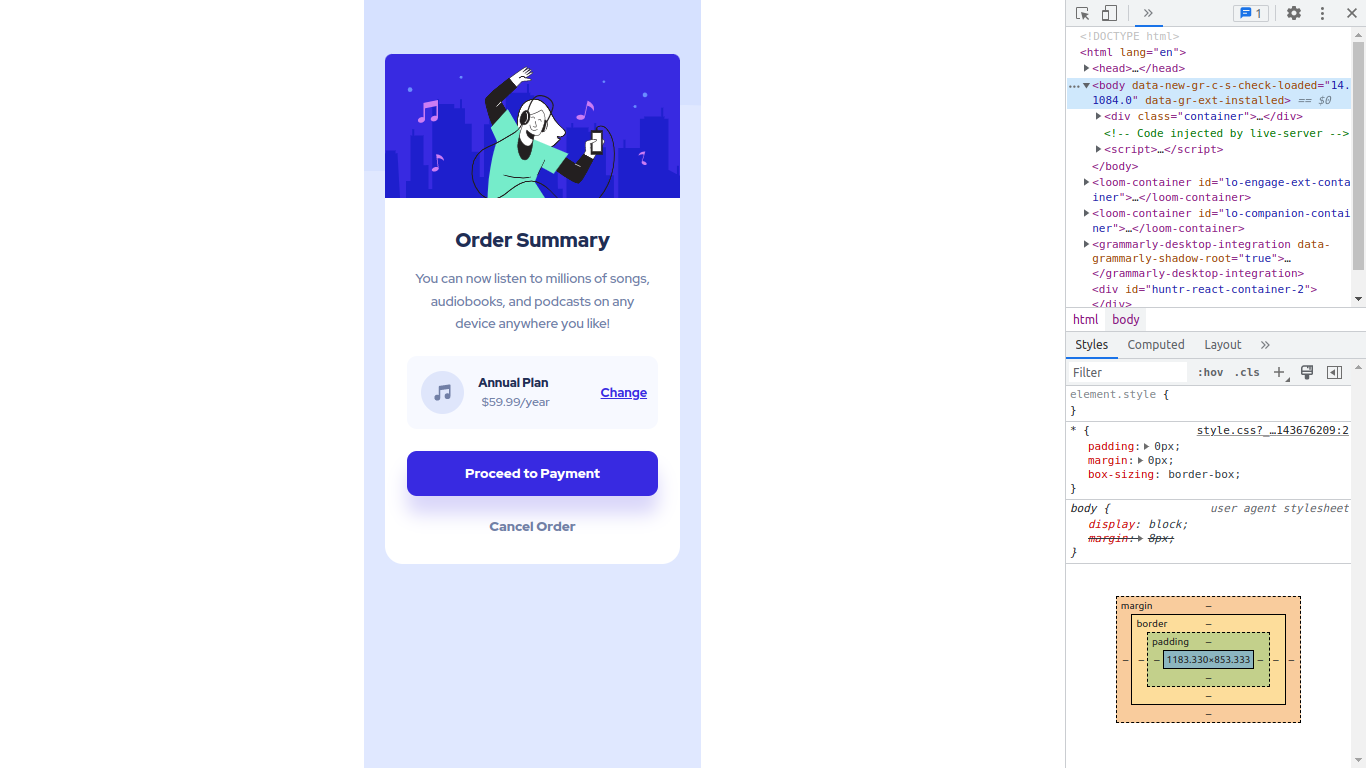 Order Summary
You can now listen to millions of songs,
audiobooks, and podcasts on any
device anywhere you like!
Annual Plan
$59.99/year
Change
Proceed to Payment
Cancel Order
1
<!DOCTYPE html>
<html lang="en">
<head>…</head>
<body data-new-gr-c-s-check-loaded="14.
1084.0" data-gr-ext-installed> == $0
<div class="container">…</div>
<!-- Code injected by live-server -->
<script>…</script>
</body>
<loom-container id="lo-engage-ext-conta
iner">…</loom-container>
<loom-container id="lo-companion-contai
ner">…</loom-container>
<grammarly-desktop-integration data-
grammarly-shadow-root="true">…
</grammarly-desktop-integration>
<div id="huntr-react-container-2">
</div>
html body
Styles Computed Layout
Filter :hov .cls
element.style {
}
* { style.css?_…143676209:2
padding: 0px;
margin: 0px;
box-sizing: border-box;
}
body { user agent stylesheet
display: block;
margin: 8px;
}
margin –
border –
padding –
– – – 1183.330×853.333 – – –
–
–
–